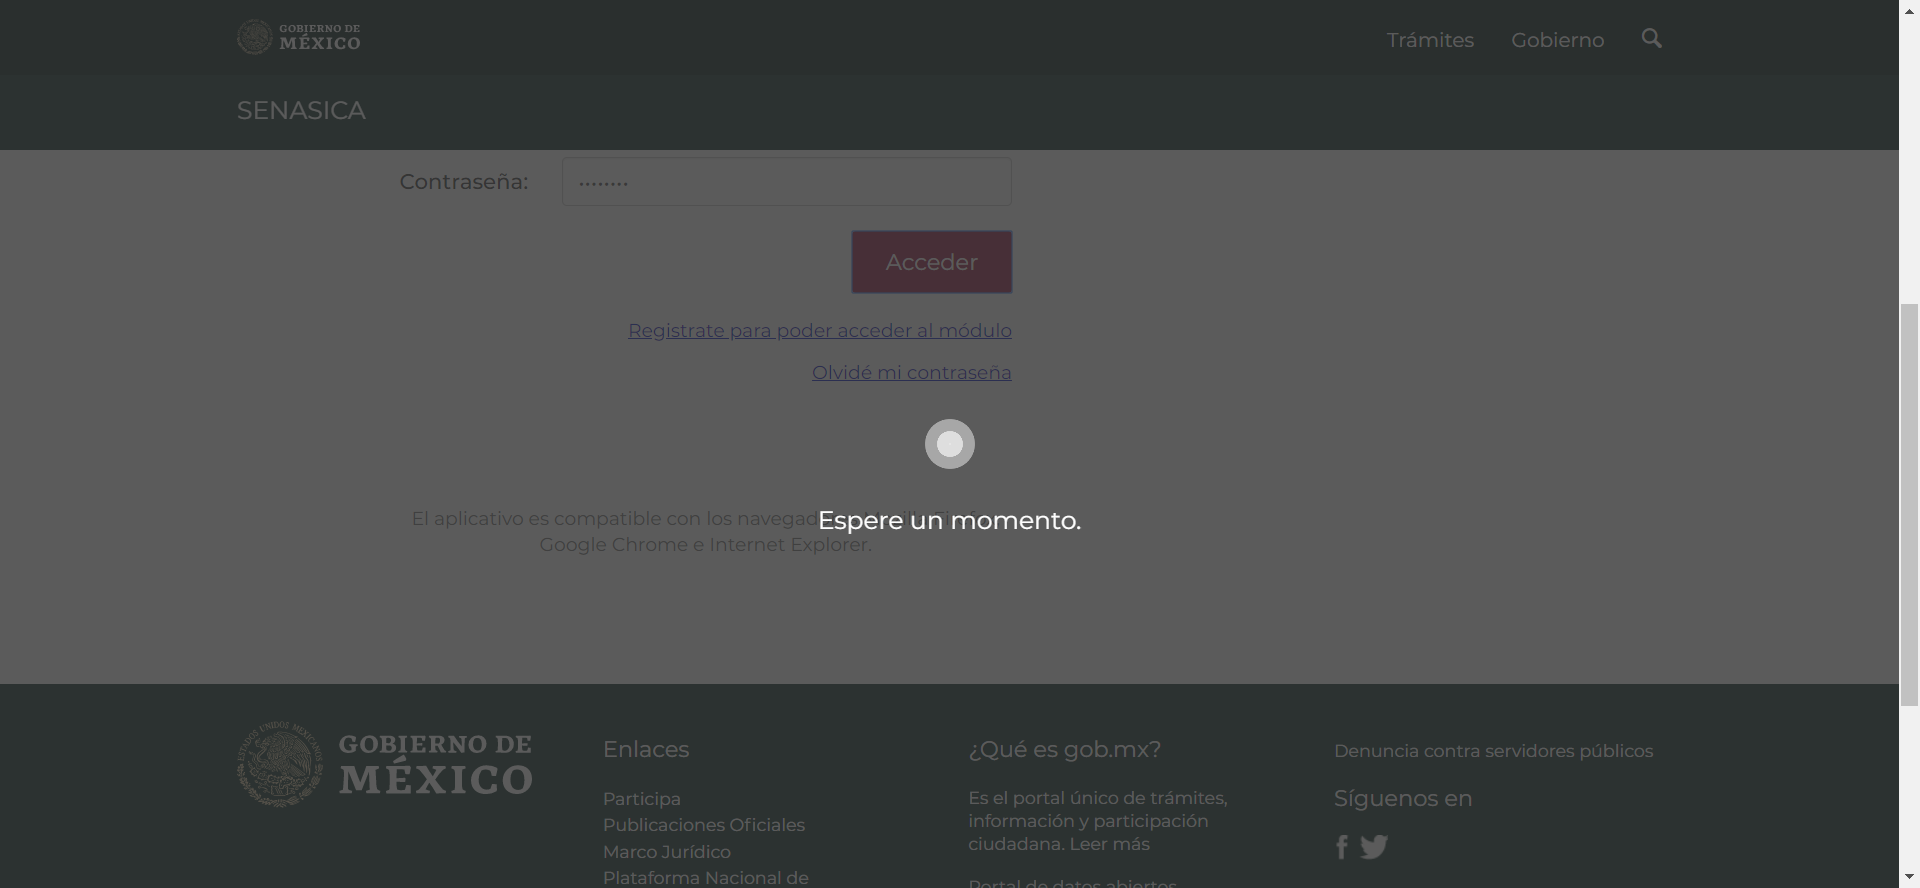 GOBIERNO DE
MÉXICO
Trámites
Gobierno
SENASICA
Contraseña:
Acceder
Registrate para poder acceder al módulo
Olvidé mi contraseña
El aplicativo es compatible con los
Google Chrome e Internet Explorer.
Espere un momento.
ESTADOS UNIDOS MEXICANOS
GOBIERNO DE
MÉXICO
Enlaces
Participa
Publicaciones Oficiales
Marco Jurídico
Plataforma Nacional de
¿Qué es gob.mx?
Es el portal único de trámites,
información y participación
ciudadana. Leer más
Portal de datos abiertos
Denuncia contra servidores públicos
Síguenos en